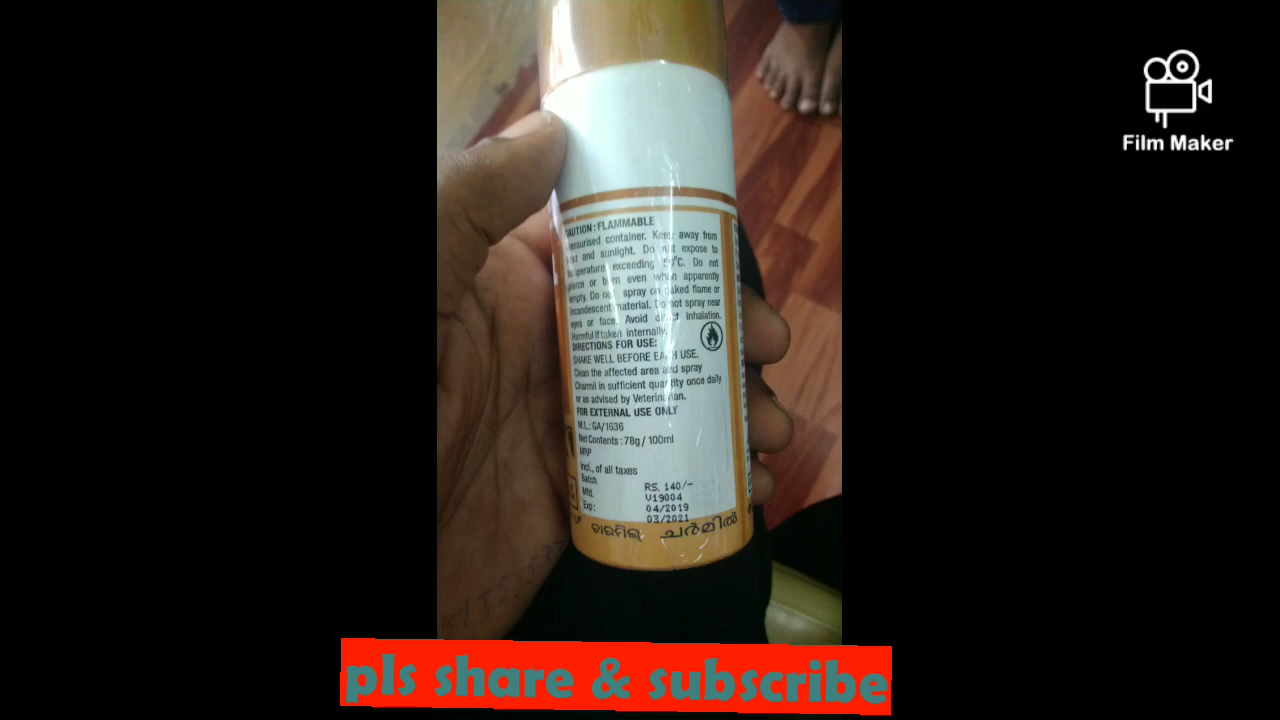 Film Maker
CAUTION : FLAMMABLE
container. Keep away from
and sunlight. Do not expose to
exceeding 50°C. Do not
pierce or burn even when apparently
empty. Do not spray on naked flame or
incandescent material. Do not spray near
eyes or face. Avoid direct inhalation.
Harmful if taken internally.
DIRECTIONS FOR USE:
SHAKE WELL BEFORE EACH USE.
Clean the affected area and spray
Charmil in sufficient quantity once daily
or as advised by Veterinarian.
FOR EXTERNAL USE ONLY
M.L.: GA/1636
Net Contents : 78g / 100ml
MRP
incl., of all taxes RS. 140/-
Batch V19004
Mfd. 04/2019
Exp: 03/2021
ചർമിൽ
pls share & subscribe